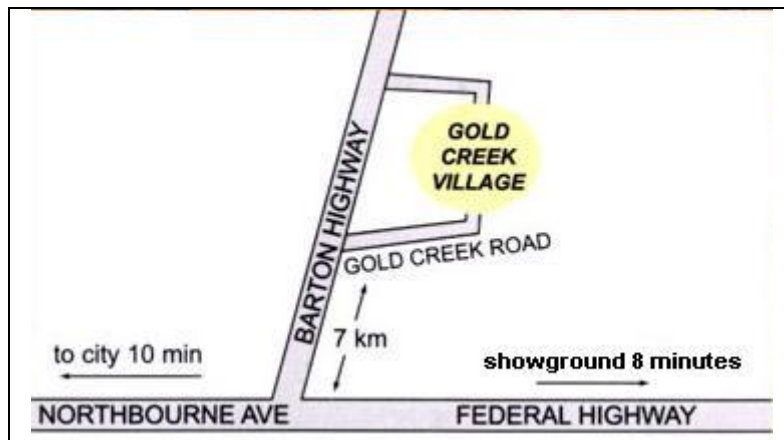 GOLD
CREEK
VILLAGE
BARTON HIGHWAY
GOLD CREEK ROAD
7 km
to city 10 min
showground 8 minutes
NORTHBOURNE AVE
FEDERAL HIGHWAY